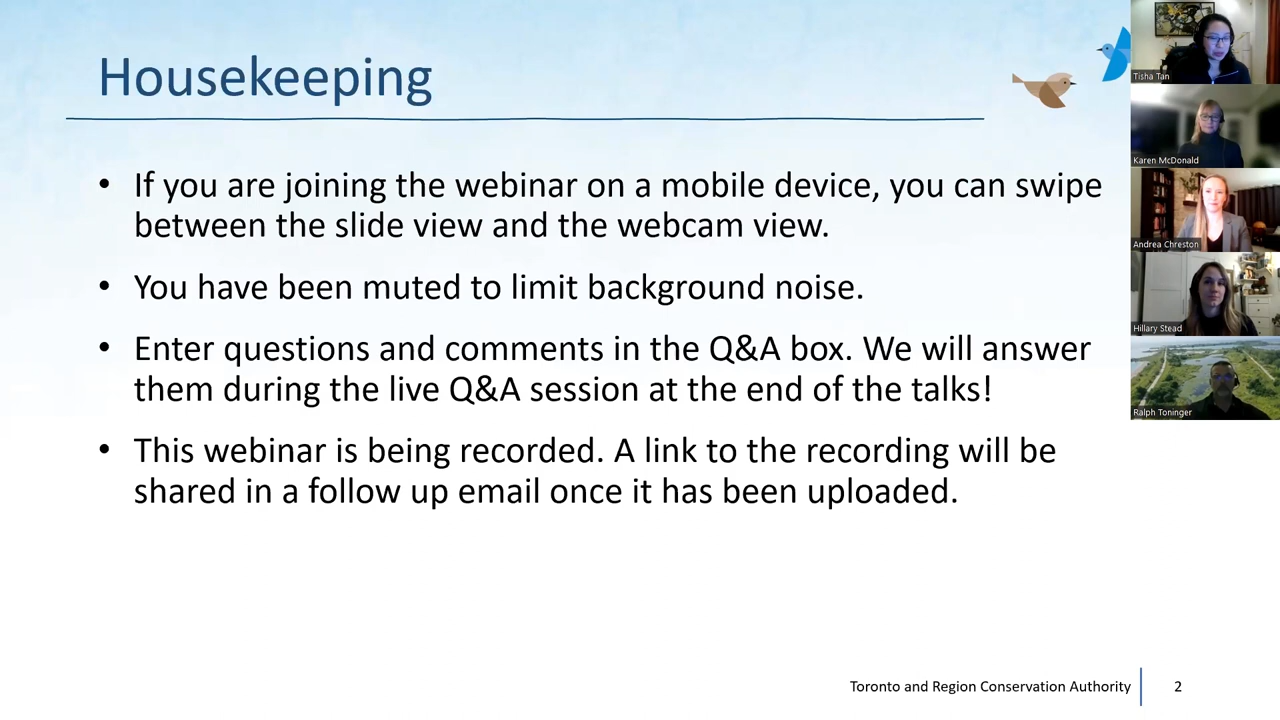 Housekeeping
• If you are joining the webinar on a mobile device, you can swipe
between the slide view and the webcam view.
• You have been muted to limit background noise.
• Enter questions and comments in the Q&A box. We will answer
them during the live Q&A session at the end of the talks!
• This webinar is being recorded. A link to the recording will be
shared in a follow up email once it has been uploaded.
Tisha Tan
Karen McDonald
Andrea Chreston
Hillary Stead
Ralph Toninger
Toronto and Region Conservation Authority
2